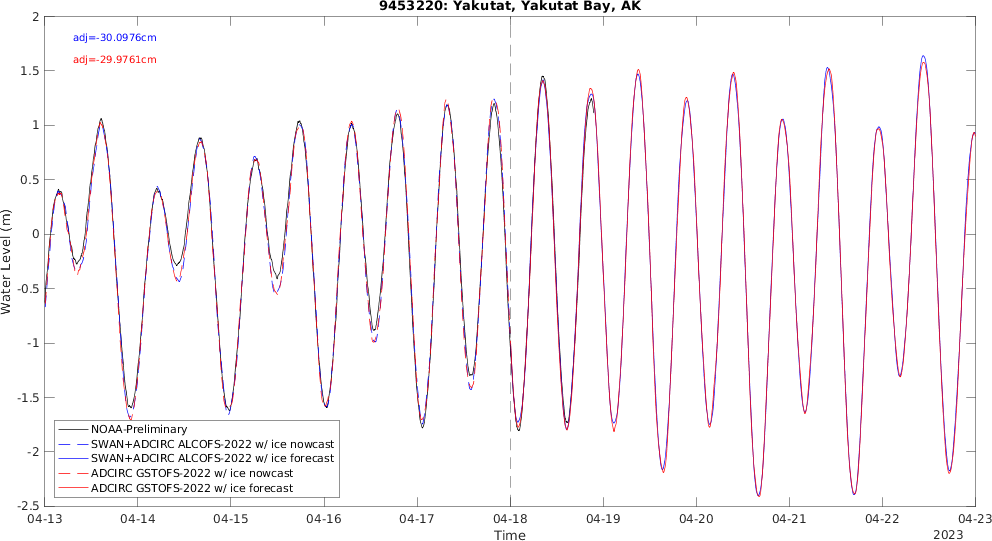 9453220: Yakutat, Yakutat Bay, AK
adj=-30.0976cm
adj=-29.9761cm
Water Level (m)
2
1.5
1
0.5
0
-0.5
-1
-1.5
-2
-2.5
NOAA-Preliminary
SWAN+ADCIRC ALCOFS-2022 w/ ice nowcast
SWAN+ADCIRC ALCOFS-2022 w/ ice forecast
ADCIRC GSTOFS-2022 w/ ice nowcast
ADCIRC GSTOFS-2022 w/ ice forecast
04-13 04-14 04-15 04-16 04-17 04-18 04-19 04-20 04-21 04-22 04-23
Time
2023